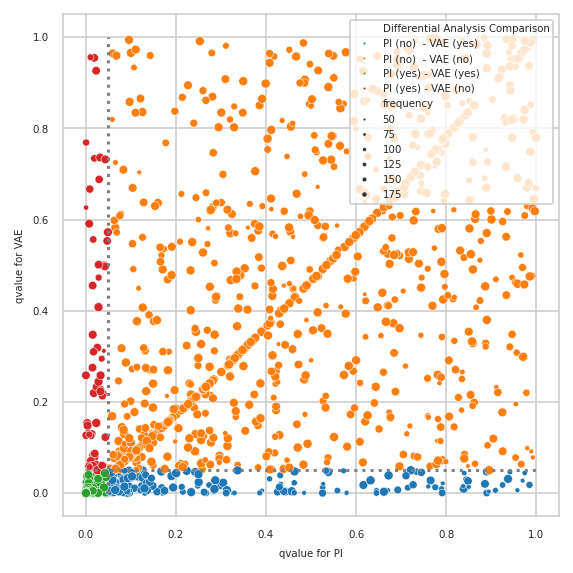 Differential Analysis Comparison
PI (no) - VAE (yes)
PI (no) - VAE (no)
PI (yes) - VAE (yes)
PI (yes) - VAE (no)
frequency
50
75
100
125
150
175
1.0
0.8
0.6
0.4
0.2
0.0
qvalue for VAE
0.0 0.2 0.4 0.6 0.8 1.0
qvalue for PI